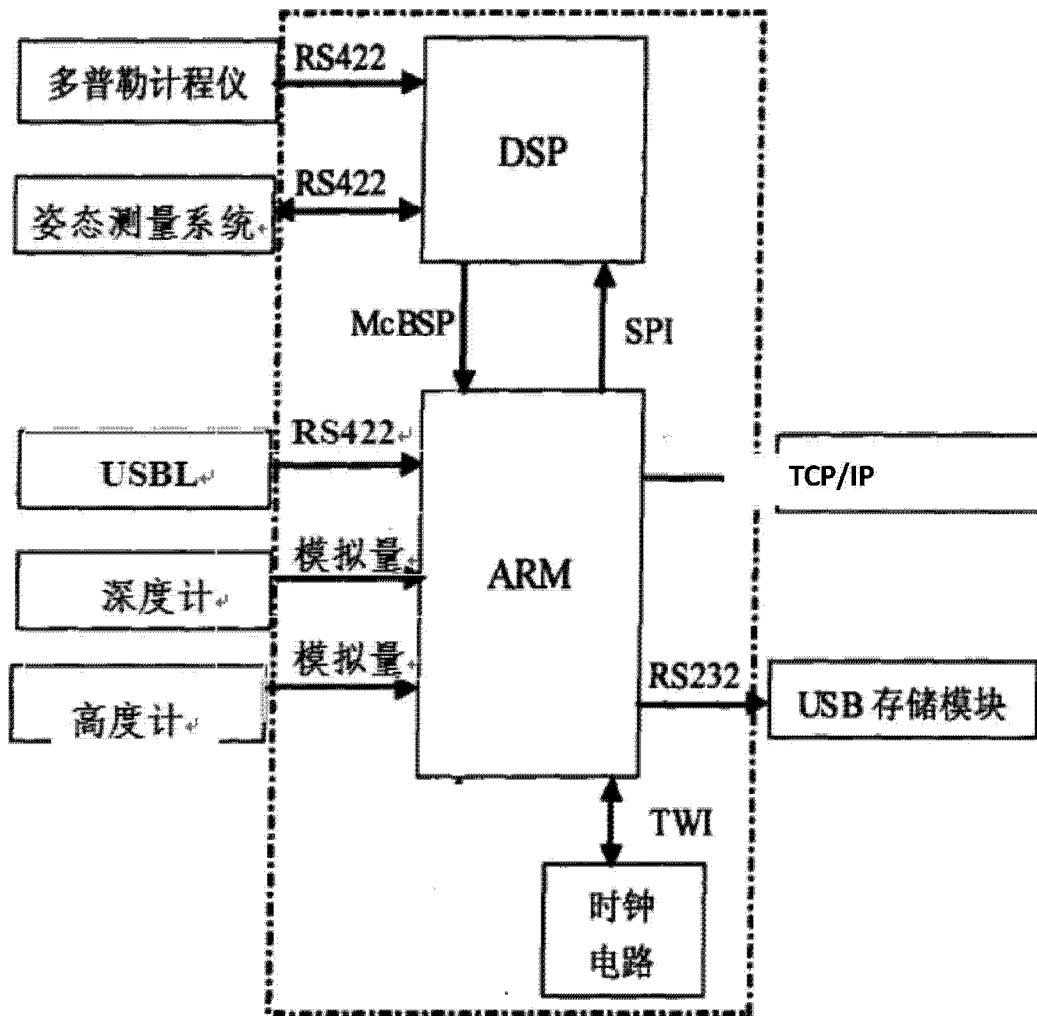 多普勒计程仪
RS422
DSP
姿态测量系统
RS422
McBSP
SPI
USBL
RS422
TCP/IP
深度计
模拟量
ARM
高度计
模拟量
RS232
USB 存储模块
TWI
时钟
电路